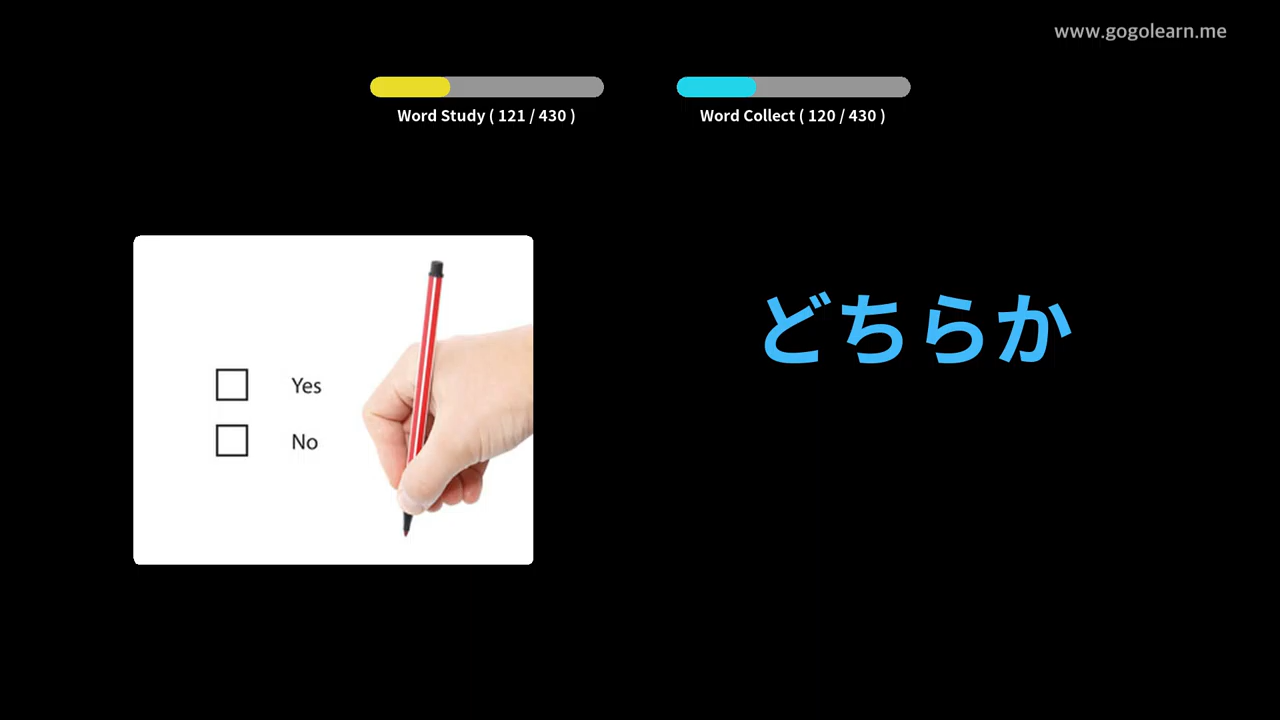 www.gogolearn.me
Word Study ( 121 / 430 )
Word Collect ( 120 / 430 )
Yes
No
どちらか